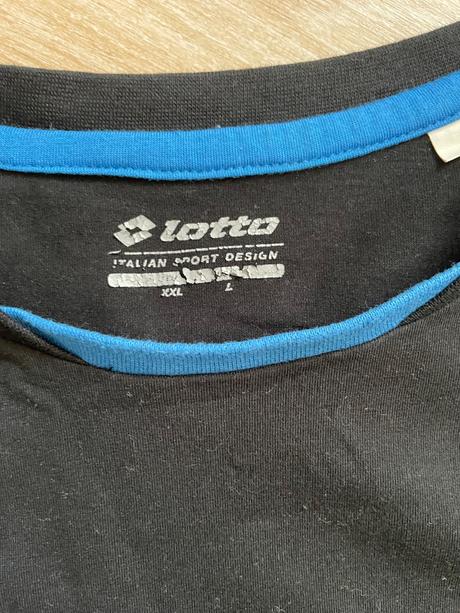 lotto
ITALIAN SPORT DESIGN
XXL L